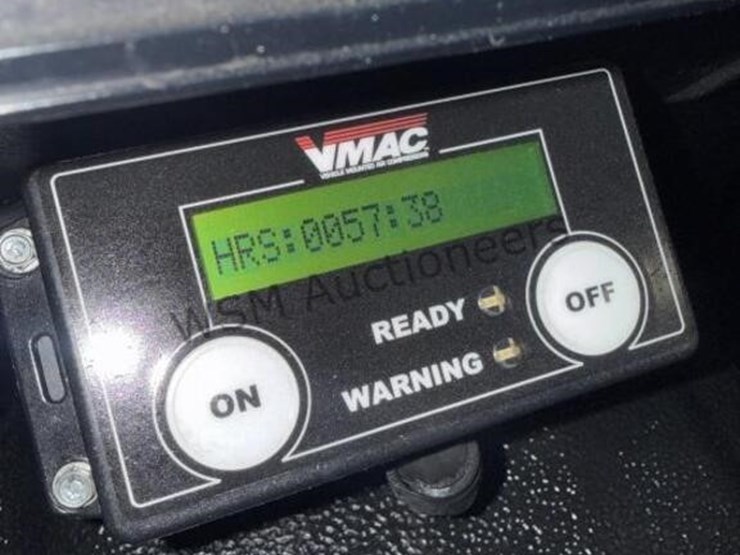 VMAC
VEHICLE MOUNTED AIR COMPRESSORS
HRS:0057:38
WSM Auctioneers
READY
OFF
WARNING
ON